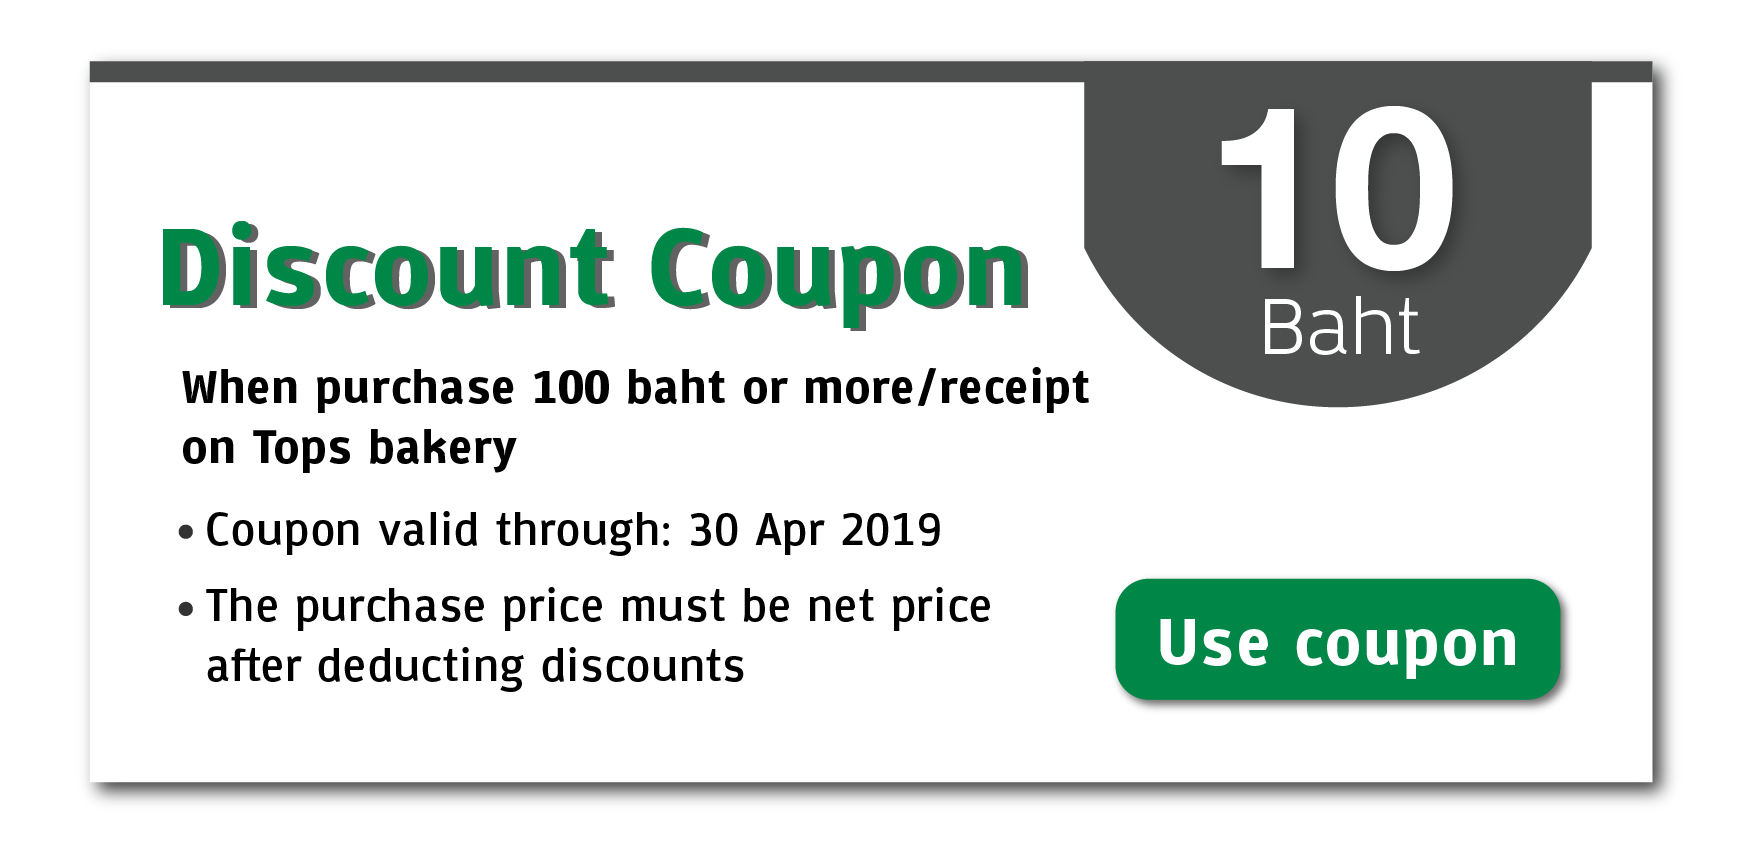 10
Baht
Discount Coupon
When purchase 100 baht or more/receipt
on Tops bakery
• Coupon valid through: 30 Apr 2019
• The purchase price must be net price
after deducting discounts
Use coupon